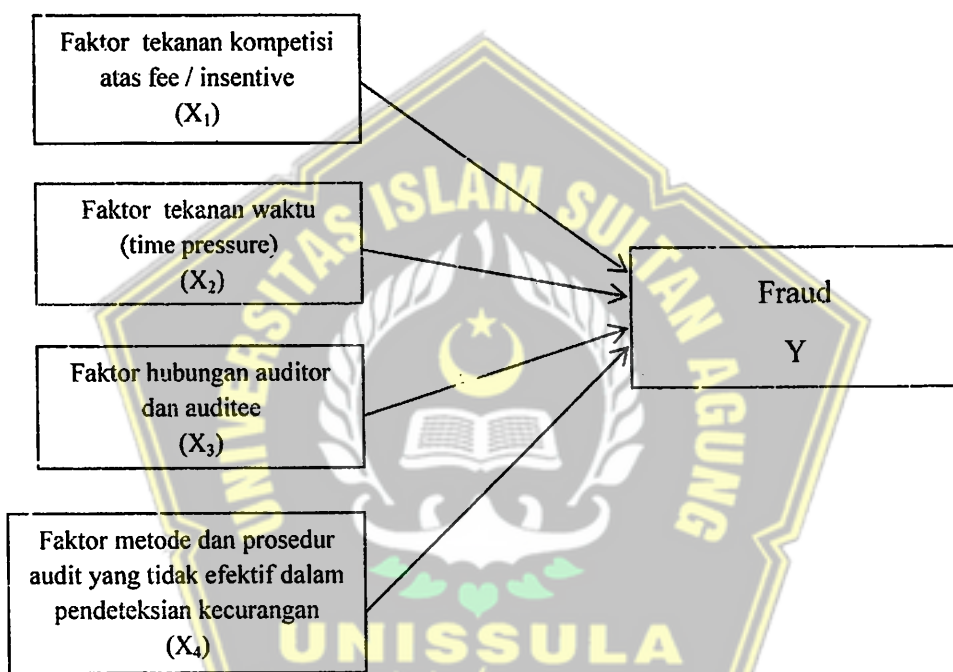 Faktor tekanan kompetisi
atas fee / insentive
(X₁)
Faktor tekanan waktu
(time pressure)
(X₂)
Faktor hubungan auditor
dan auditee
(X₃)
Faktor metode dan prosedur
audit yang tidak efektif dalam
pendeteksian kecurangan
(X₄)
Fraud
Y
UNIVERSITAS ISLAM SULTAN AGUNG
UNISSULA